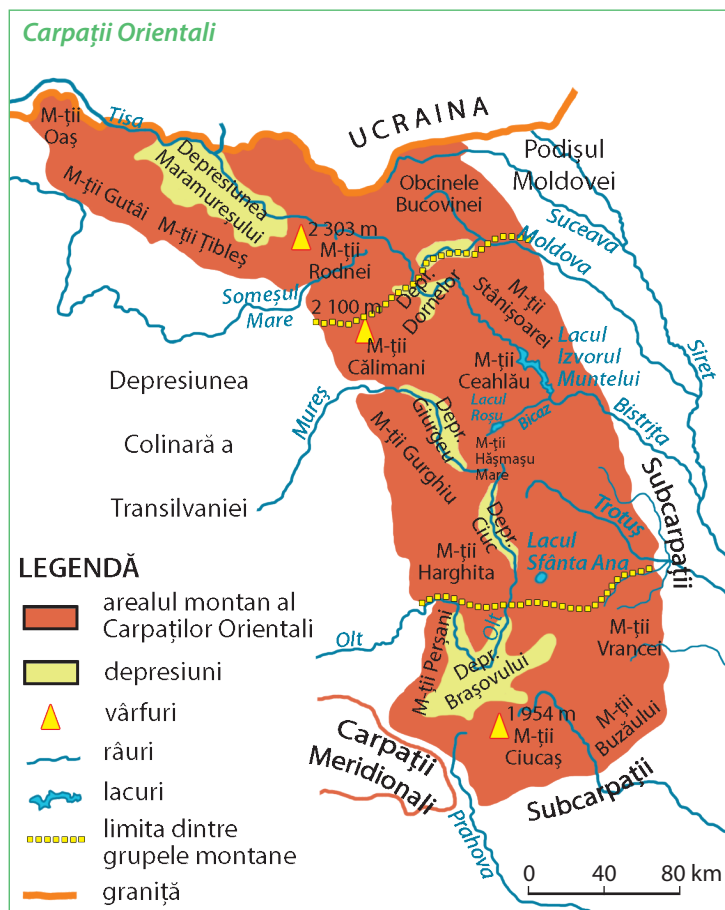 Carpații Orientali
UCRAINA
Tisa
M-ții
Oaș
Depresiunea
Maramureșului
M-ții Gutâi
M-ții Țibleș
2 303 m
M-ții
Rodnei
Obcinele
Bucovinei
Podișul
Moldovei
Suceava
Moldova
Siret
Someșul
Mare
2 100 m
M-ții
Călimani
Depr.
Dornelor
M-ții
Stânișoarei
Lacul
Izvorul
Muntelui
M-ții
Ceahlău
Lacul
Roșu
Bicaz
Bistrița
Depresiunea
Colinară a
Transilvaniei
Mureș
Depr.
Giurgeu
M-ții Gurghiu
M-ții
Hășmașu
Mare
Depr.
Ciuc
Trotuș
Subcarpații
Lacul
Sfânta Ana
M-ții
Harghita
Olt
Olt
M-ții Perșani
Depr.
Brașovului
M-ții
Vrancei
M-ții
Buzăului
1 954 m
M-ții
Ciucaș
Carpații
Meridionali
Subcarpații
Prahova
LEGENDĂ
arealul montan al
Carpaților Orientali
depresiuni
vârfuri
râuri
lacuri
limita dintre
grupele montane
graniță
0 40 80 km